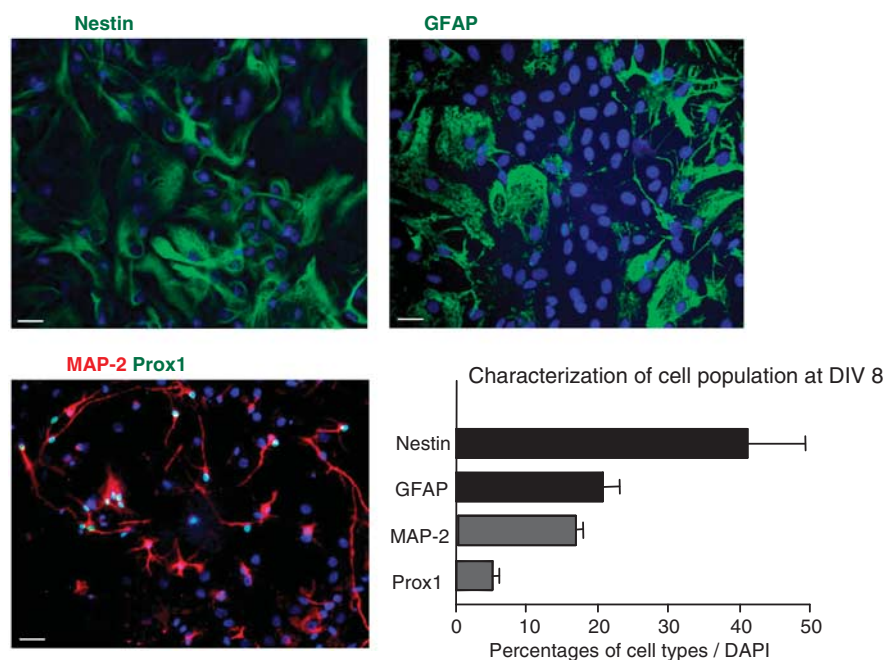 Nestin
GFAP
MAP-2 Prox1
Characterization of cell population at DIV 8
Nestin
GFAP
MAP-2
Prox1
0 10 20 30 40 50
Percentages of cell types / DAPI